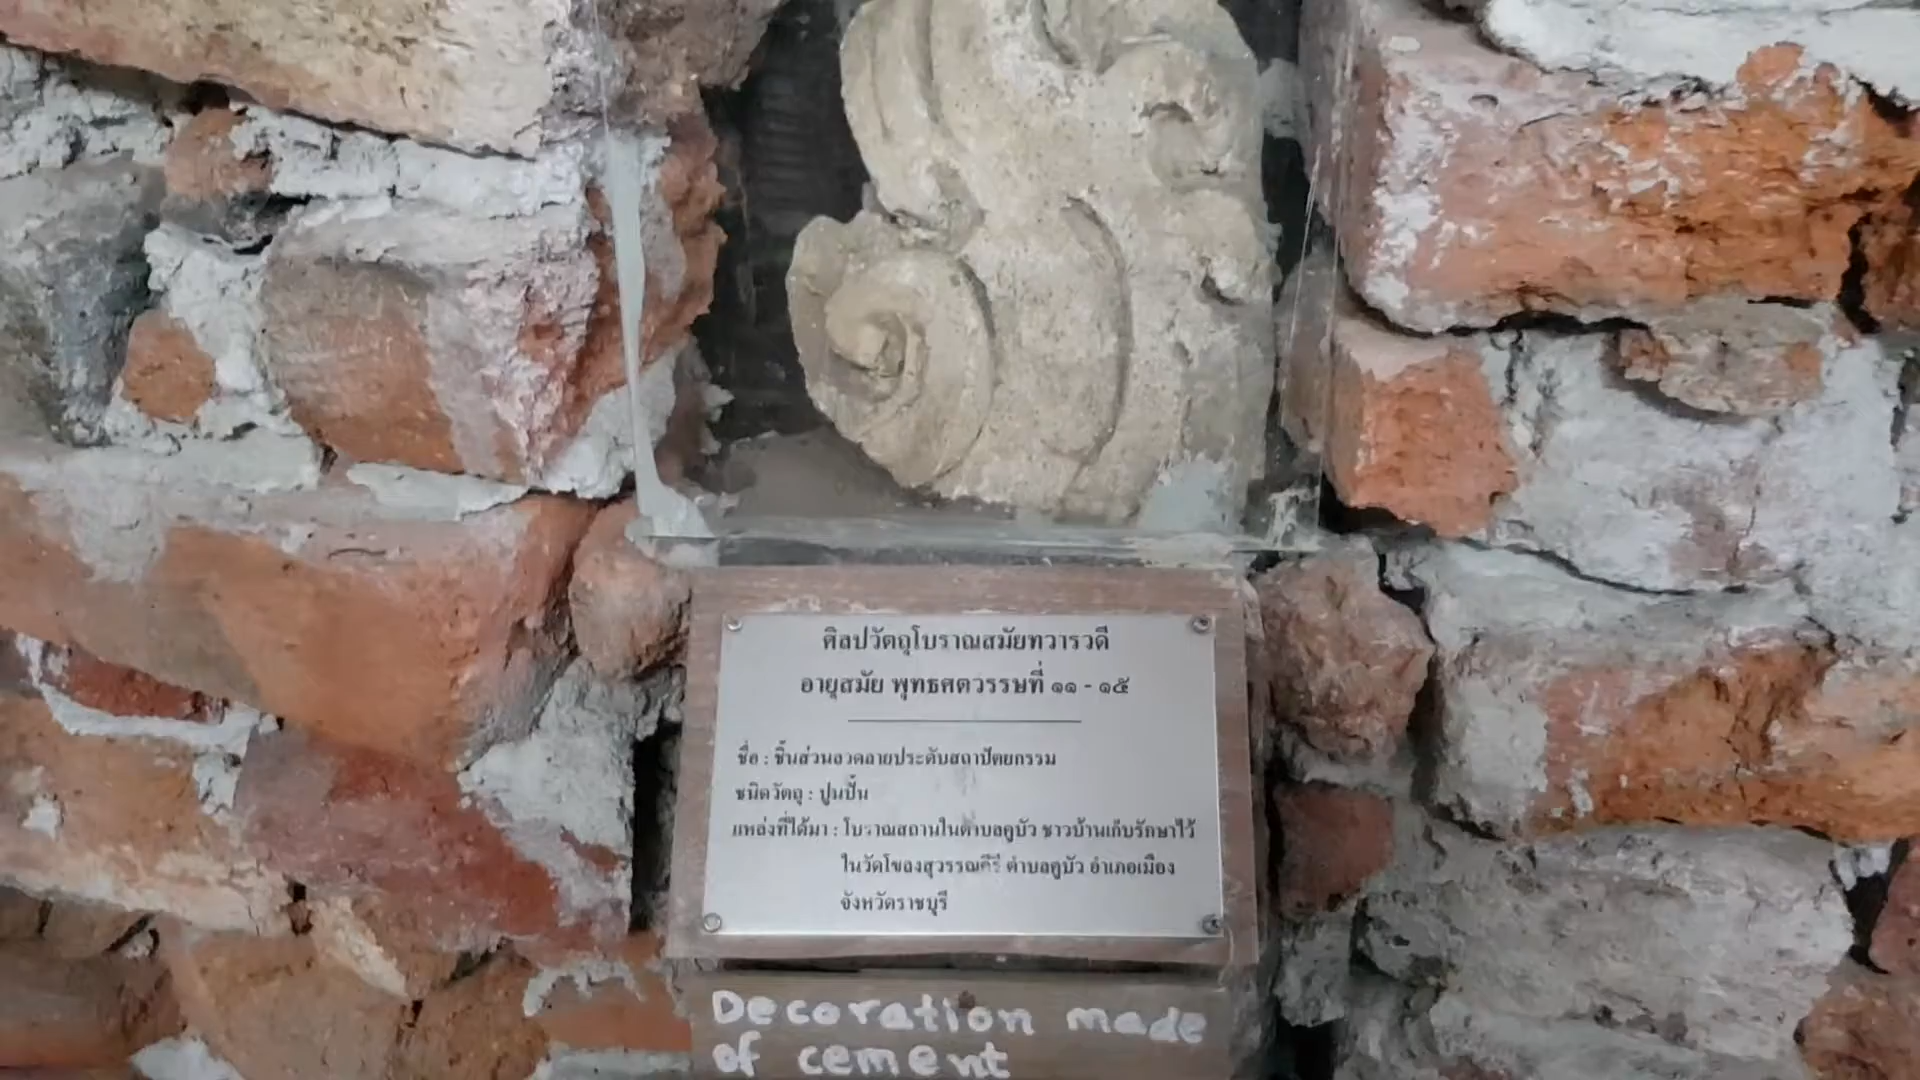 ศิลปวัตถุโบราณสมัยทวารวดี
อายุสมัย พุทธศตวรรษที่ ๑๑ - ๑๕
ชื่อ : ชิ้นส่วนลวดลายประดับสถาปัตยกรรม
ชนิดวัตถุ : ปูนปั้น
แหล่งที่ได้มา : โบราณสถานในตำบลคูบัว ชาวบ้านเก็บรักษาไว้
ในวัดโขลงสุวรรณคีรี ตำบลคูบัว อำเภอเมือง
จังหวัดราชบุรี
Decoration made
of cement